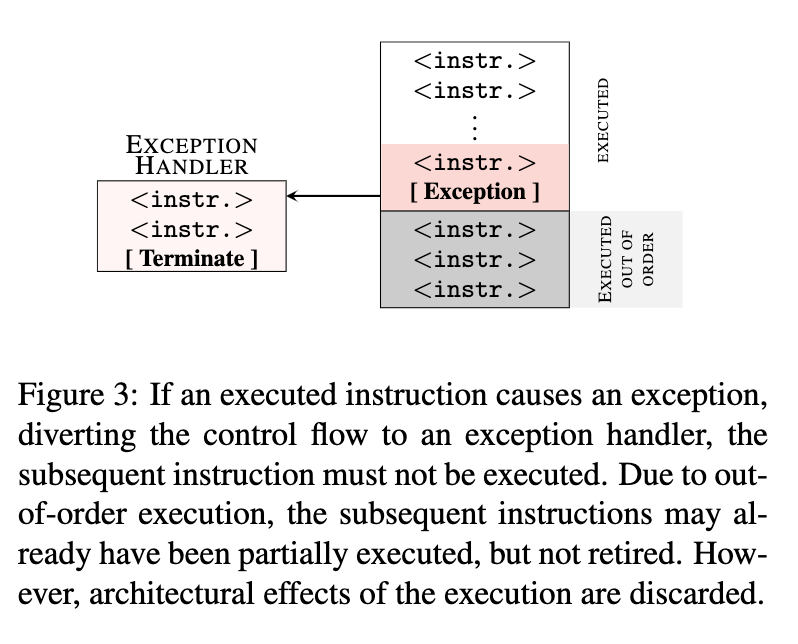 EXCEPTION
HANDLER
<instr.>
<instr.>
[ Terminate ]
<instr.>
<instr.>
⋮
<instr.>
[ Exception ]
<instr.>
<instr.>
<instr.>
EXECUTED
EXECUTED
OUT OF
ORDER
Figure 3: If an executed instruction causes an exception,
diverting the control flow to an exception handler, the
subsequent instruction must not be executed. Due to out-
of-order execution, the subsequent instructions may al-
ready have been partially executed, but not retired. How-
ever, architectural effects of the execution are discarded.